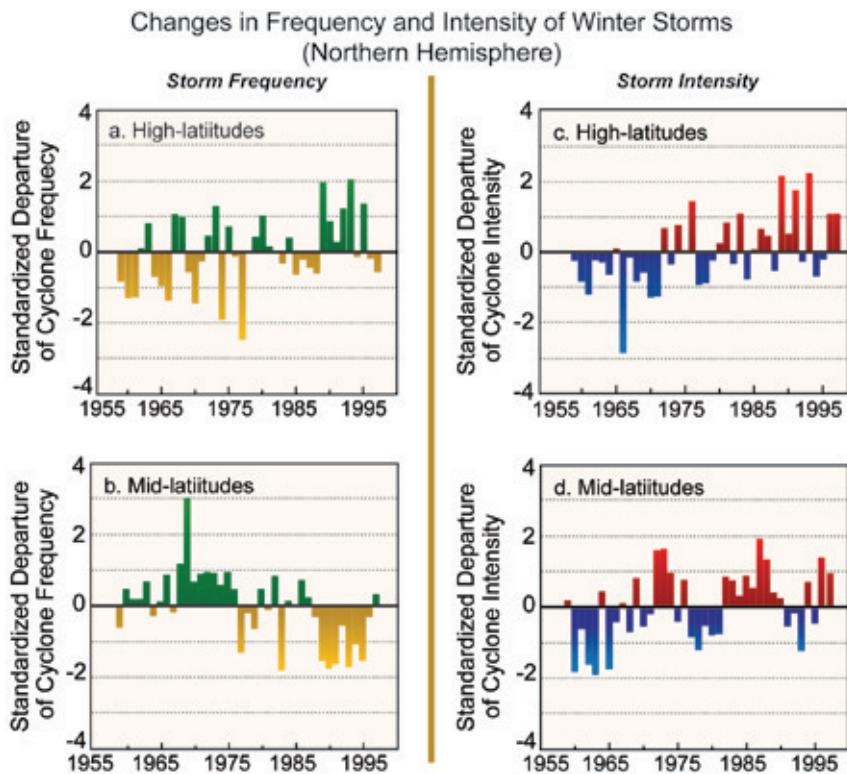 Changes in Frequency and Intensity of Winter Storms
(Northern Hemisphere)
Storm Frequency
Storm Intensity
Standardized Departure
of Cyclone Frequecy
a. High-latiitudes
4
2
0
-2
-4
1955 1965 1975 1985 1995
Standardized Departure
of Cyclone Intensity
c. High-latitudes
4
2
0
-2
-4
1955 1965 1975 1985 1995
Standardized Departure
of Cyclone Frequency
b. Mid-latiitudes
4
2
0
-2
-4
1955 1965 1975 1985 1995
Standardized Departure
of Cyclone Intensity
d. Mid-latiitudes
4
2
0
-2
-4
1955 1965 1975 1985 1995